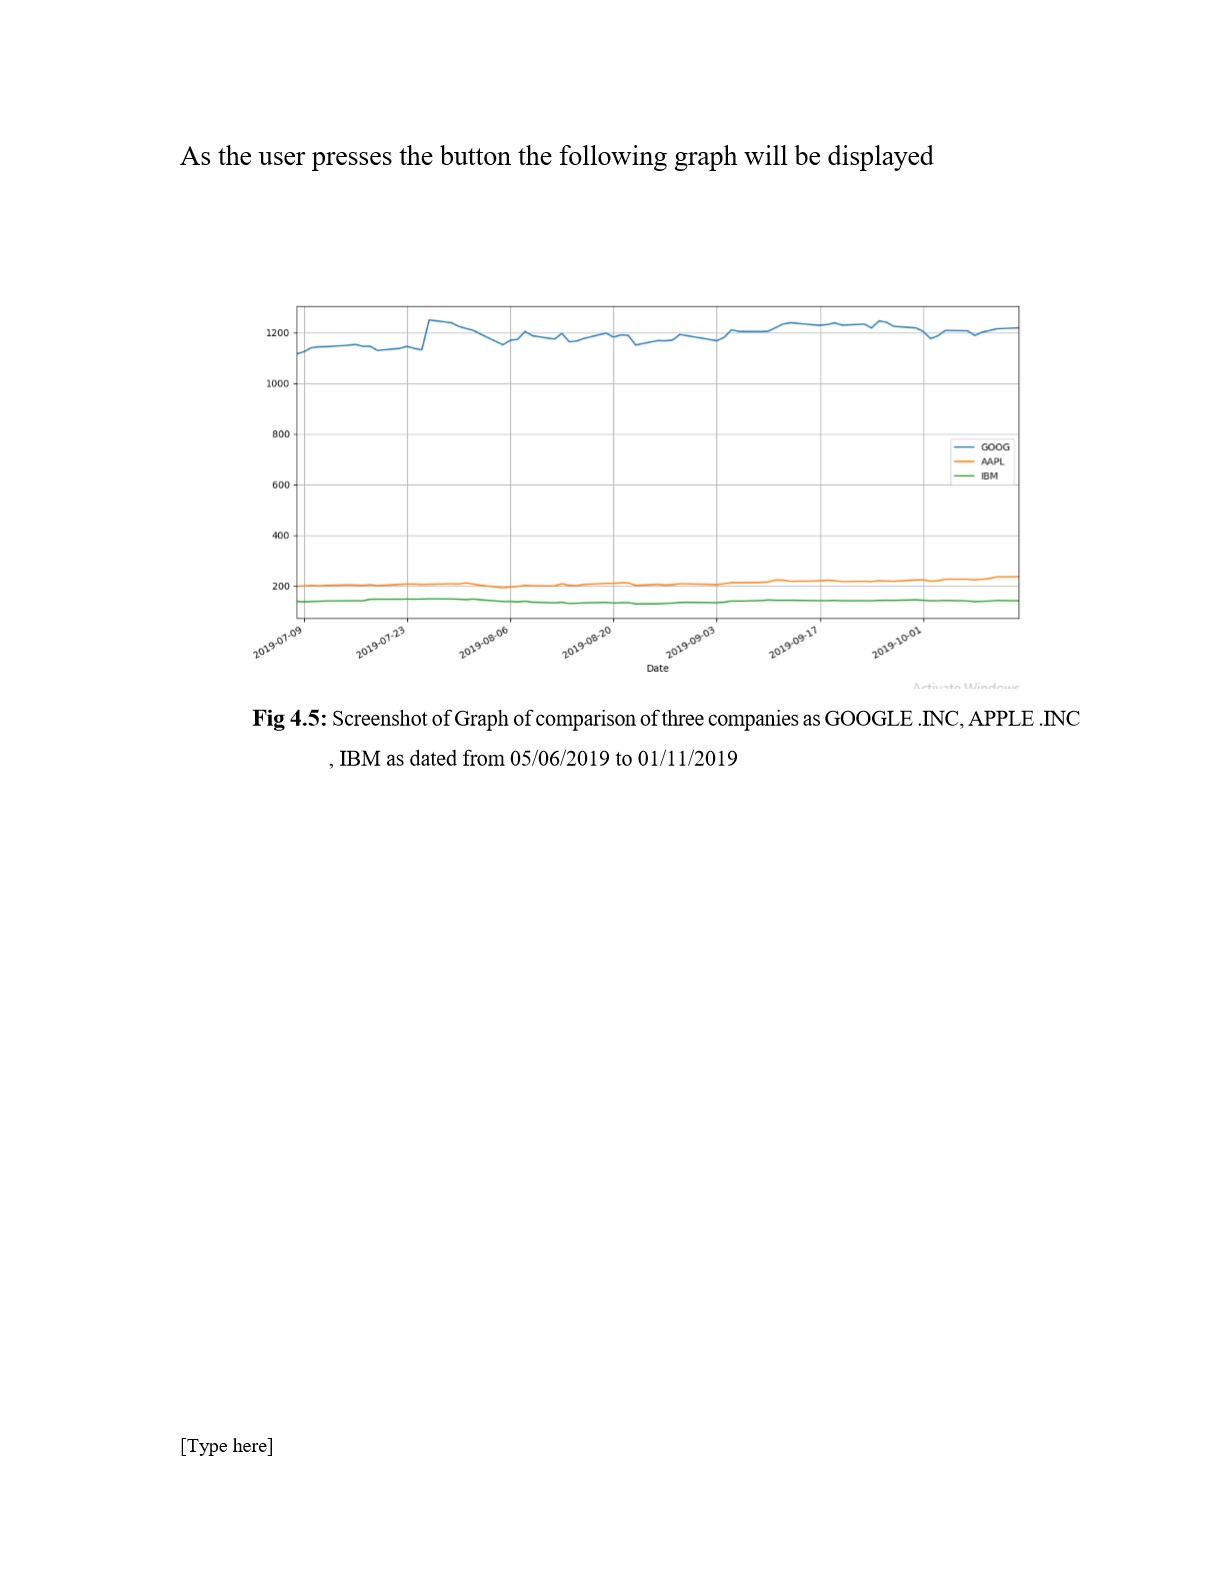 As the user presses the button the following graph will be displayed
1200
1000
800
600
400
200
GOOG
AAPL
IBM
2019-07-09
2019-07-23
2019-08-06
2019-08-20
2019-09-03
2019-09-17
2019-10-01
Date
Activate Windows
Fig 4.5: Screenshot of Graph of comparison of three companies as GOOGLE .INC, APPLE .INC
, IBM as dated from 05/06/2019 to 01/11/2019
[Type here]